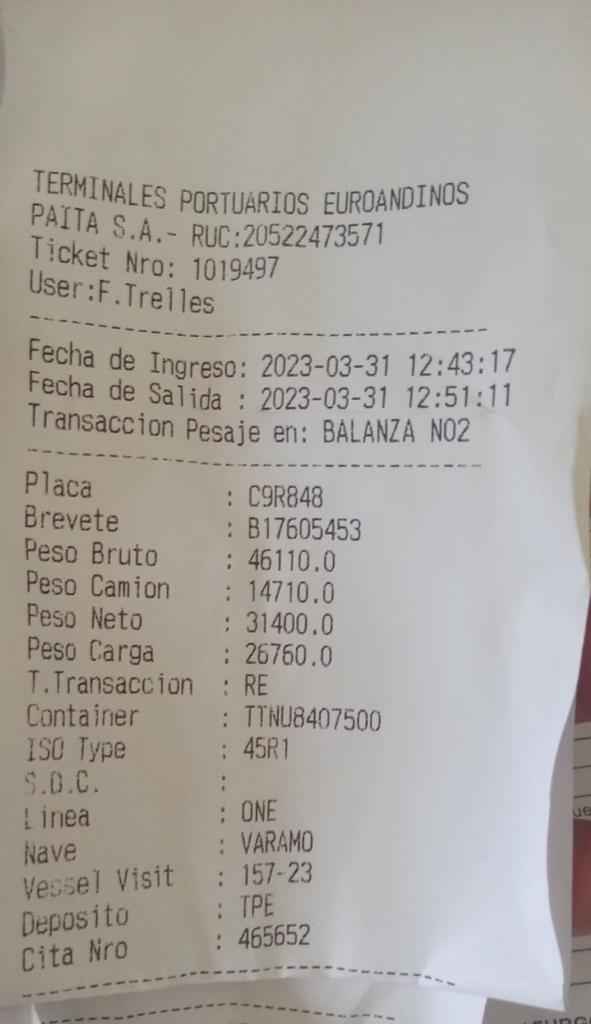 TERMINALES PORTUARIOS EUROANDINOS
PAITA S.A.- RUC:20522473571
Ticket Nro: 1019497
User:F.Trelles
Fecha de Ingreso: 2023-03-31 12:43:17
Fecha de Salida : 2023-03-31 12:51:11
Transaccion Pesaje en: BALANZA NO2
Placa : C9R848
Brevete : B17605453
Peso Bruto : 46110.0
Peso Camion : 14710.0
Peso Neto : 31400.0
Peso Carga : 26760.0
T.Transaccion : RE
Container : TTNU8407500
ISO Type : 45R1
S.D.C. :
Linea : ONE
Nave : VARAMO
Vessel Visit : 157-23
Deposito : TPE
Cita Nro : 465652